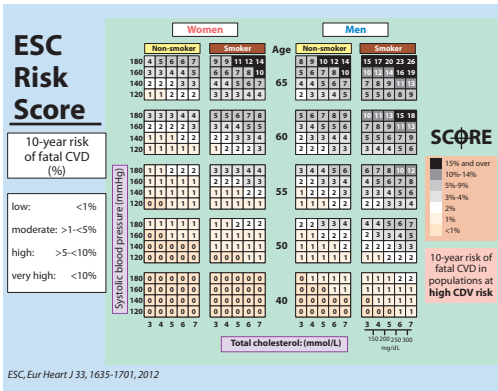 ESC
Risk
Score
10-year risk
of fatal CVD
(%)
low: <1%
moderate: >1-<5%
high: >5-<10%
very high: <10%
Women Men
Non-smoker Smoker Age Non-smoker Smoker
Systolic blood pressure (mmHg)
180 4 5 6 6 7 9 9 11 12 14 8 9 10 12 14 15 17 20 23 26
160 3 3 4 4 5 6 6 7 8 10 5 6 7 8 10 10 12 14 16 19
65
140 2 2 2 3 3 4 4 5 6 7 4 4 5 6 7 7 8 9 11 13
120 1 1 2 2 2 3 3 3 4 4 2 3 3 4 5 5 5 6 8 9
180 3 3 3 4 4 5 5 6 7 8 5 6 7 8 9 10 11 13 15 18
160 2 2 2 2 3 3 4 4 5 5 3 4 5 5 6 7 8 9 11 13
60
140 1 1 1 2 2 2 2 3 3 4 2 3 3 4 4 5 5 6 7 9
120 1 1 1 1 1 1 2 2 2 3 2 2 2 3 3 3 4 4 5 6
180 1 1 2 2 2 3 3 3 4 4 3 4 4 5 6 6 7 8 10 12
160 1 1 1 1 1 2 2 2 3 3 2 2 3 3 4 4 5 6 7 8
55
140 1 1 1 1 1 1 1 1 2 2 1 2 2 2 3 3 3 4 5 6
120 0 0 1 1 1 1 1 1 1 1 1 1 1 2 2 2 2 3 3 4
180 1 1 1 1 1 1 1 1 2 2 2 2 3 3 4 4 4 5 6 7
160 0 0 1 1 1 1 1 1 1 1 1 1 2 2 2 2 3 3 4 5
50
140 0 0 0 0 0 0 1 1 1 1 1 1 1 1 2 2 2 2 3 3
120 0 0 0 0 0 0 0 0 0 0 1 1 1 1 1 1 1 2 2 2
180 0 0 0 0 0 0 0 0 0 0 0 1 1 1 1 1 1 1 2 2
160 0 0 0 0 0 0 0 0 0 0 0 0 0 1 1 1 1 1 1 1
40
140 0 0 0 0 0 0 0 0 0 0 0 0 0 0 0 0 1 1 1 1
120 0 0 0 0 0 0 0 0 0 0 0 0 0 0 0 0 0 1 1 1
3 4 5 6 7 3 4 5 6 7 3 4 5 6 7 3 4 5 6 7
Total cholesterol: (mmol/L)
150 200 250 300
mg/dL
SCORE
15% and over
10%-14%
5%-9%
3%-4%
2%
1%
<1%
10-year risk of
fatal CVD in
populations at
high CDV risk
ESC, Eur Heart J 33, 1635-1701, 2012